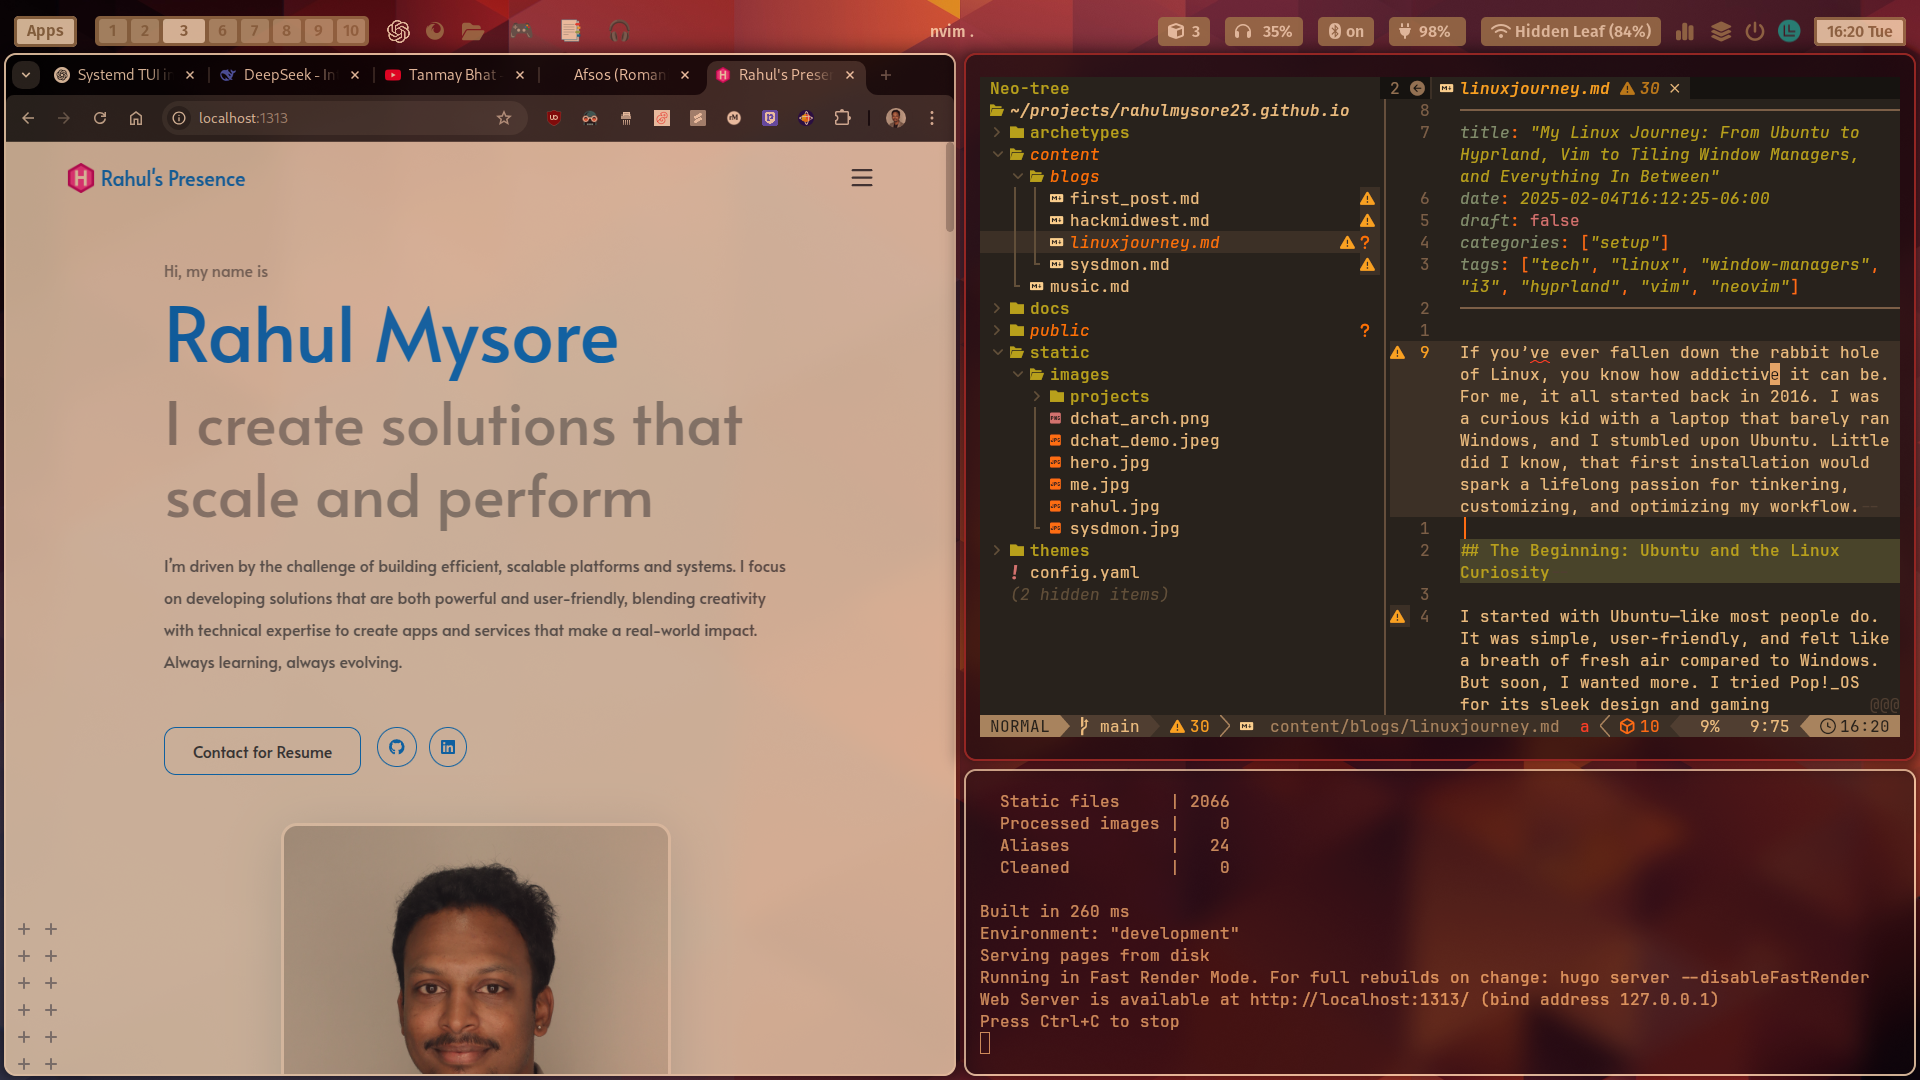 Apps
1 2 3 6 7 8 9 10
nvim .
3
35%
on
98%
Hidden Leaf (84%)
16:20 Tue
Systemd TUI in
DeepSeek - In
Tanmay Bhat
Afsos (Roman
Rahul's Prese
localhost:1313
Rahul's Presence
Hi, my name is
Rahul Mysore
I create solutions that
scale and perform
I'm driven by the challenge of building efficient, scalable platforms and systems. I focus
on developing solutions that are both powerful and user-friendly, blending creativity
with technical expertise to create apps and services that make a real-world impact.
Always learning, always evolving.
Contact for Resume
Neo-tree
~/projects/rahulmysore23.github.io
archetypes
content
blogs
first_post.md
hackmidwest.md
linuxjourney.md ?
sysdmon.md
music.md
docs
public ?
static
images
projects
dchat_arch.png
dchat_demo.jpeg
hero.jpg
me.jpg
rahul.jpg
sysdmon.jpg
themes
! config.yaml
(2 hidden items)
2 linuxjourney.md 30
8
7 title: "My Linux Journey: From Ubuntu to
Hyprland, Vim to Tiling Window Managers,
and Everything In Between"
6 date: 2025-02-04T16:12:25-06:00
5 draft: false
4 categories: ["setup"]
3 tags: ["tech", "linux", "window-managers",
"i3", "hyprland", "vim", "neovim"]
2
1
9 If you've ever fallen down the rabbit hole
of Linux, you know how addictive it can be.
For me, it all started back in 2016. I was
a curious kid with a laptop that barely ran
Windows, and I stumbled upon Ubuntu. Little
did I know, that first installation would
spark a lifelong passion for tinkering,
customizing, and optimizing my workflow.
1
2 ## The Beginning: Ubuntu and the Linux
Curiosity
3
4 I started with Ubuntu—like most people do.
It was simple, user-friendly, and felt like
a breath of fresh air compared to Windows.
But soon, I wanted more. I tried Pop!_OS
for its sleek design and gaming @@@
NORMAL main 30 content/blogs/linuxjourney.md a 10 9% 9:75 16:20
Static files | 2066
Processed images | 0
Aliases | 24
Cleaned | 0
Built in 260 ms
Environment: "development"
Serving pages from disk
Running in Fast Render Mode. For full rebuilds on change: hugo server --disableFastRender
Web Server is available at http://localhost:1313/ (bind address 127.0.0.1)
Press Ctrl+C to stop